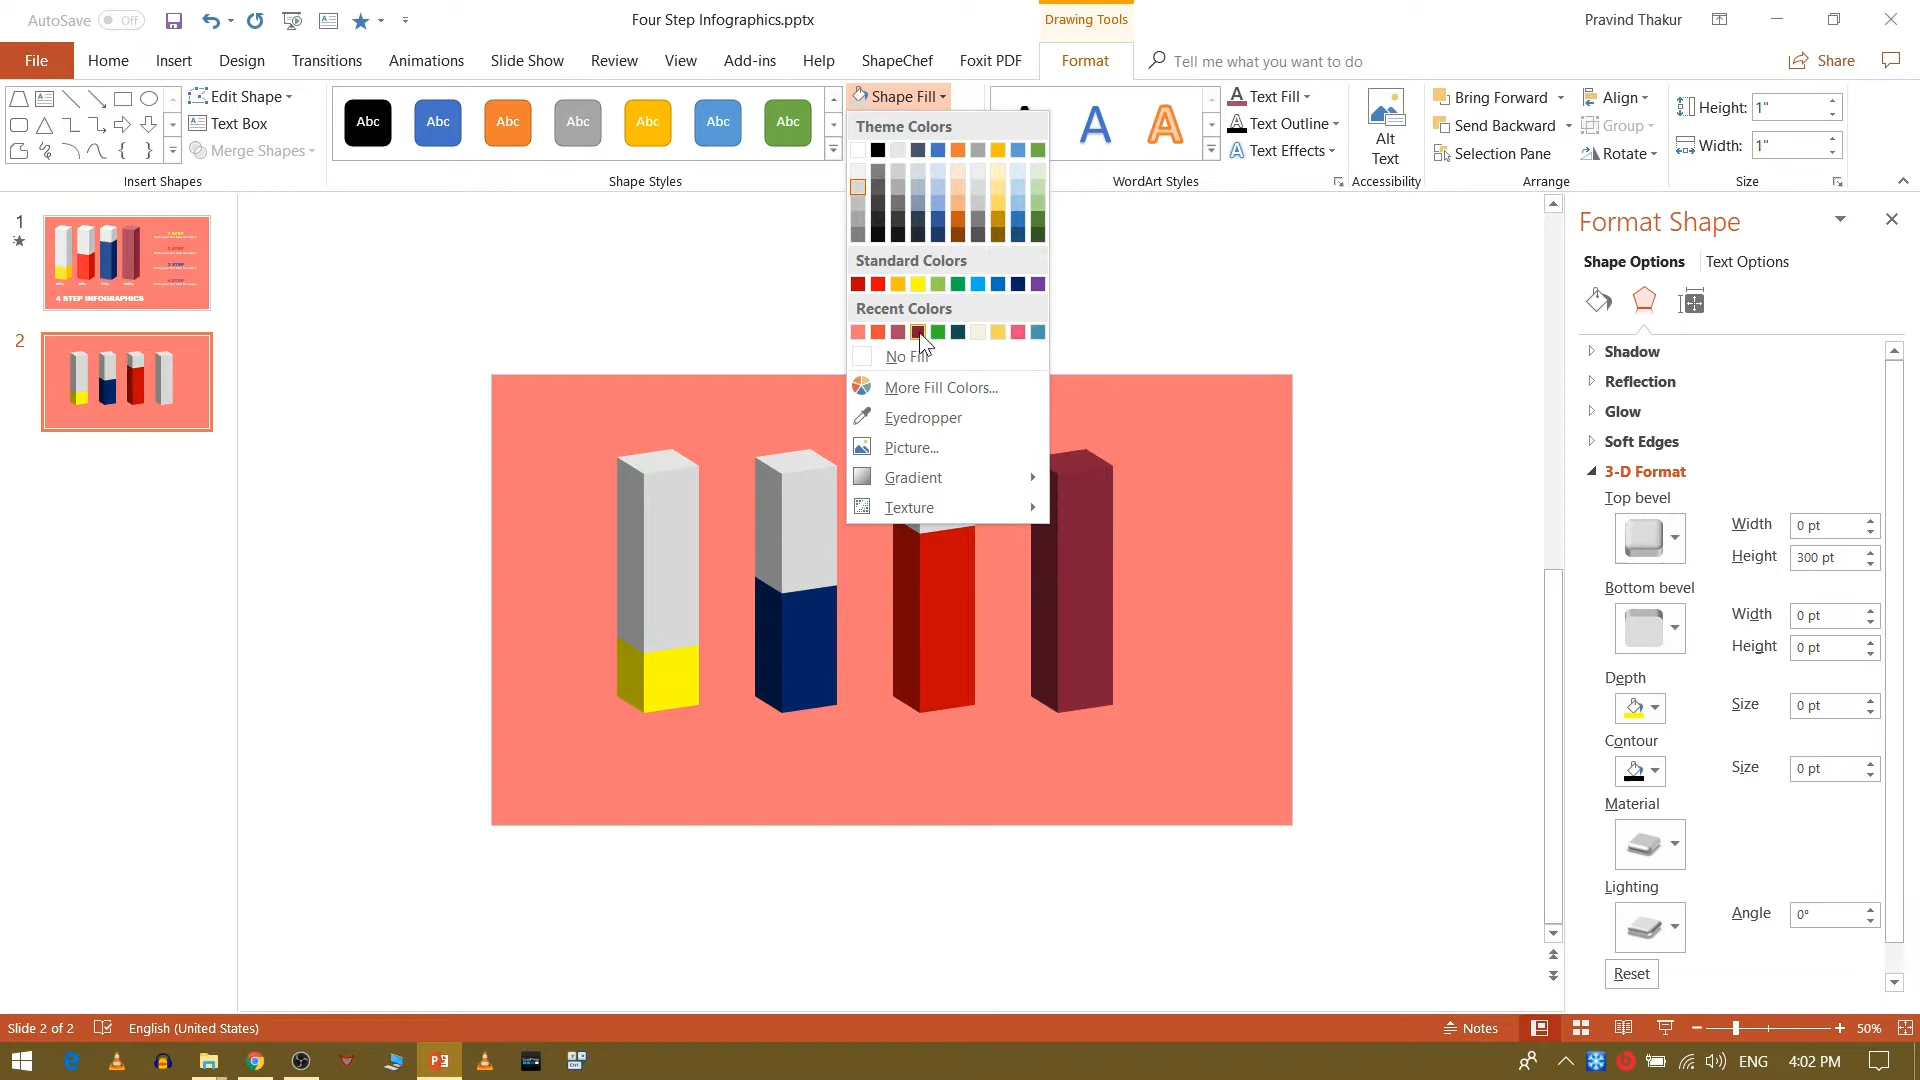 AutoSave Off
Four Step Infographics.pptx
Drawing Tools
Pravind Thakur
File Home Insert Design Transitions Animations Slide Show Review View Add-ins Help ShapeChef Foxit PDF Format Tell me what you want to do Share
Edit Shape
Text Box
Merge Shapes
Insert Shapes
Abc Abc Abc Abc Abc Abc Abc
Shape Styles
Shape Fill
Theme Colors
Standard Colors
Recent Colors
No Fill
More Fill Colors...
Eyedropper
Picture...
Gradient
Texture
A A
Text Fill
Text Outline
Text Effects
WordArt Styles
Alt
Text
Accessibility
Bring Forward
Send Backward
Selection Pane
Align
Group
Rotate
Arrange
Height: 1"
Width: 1"
Size
1
4 STEP INFOGRAPHICS
2
Format Shape
Shape Options Text Options
Shadow
Reflection
Glow
Soft Edges
3-D Format
Top bevel
Width 0 pt
Height 300 pt
Bottom bevel
Width 0 pt
Height 0 pt
Depth
Size 0 pt
Contour
Size 0 pt
Material
Lighting
Angle 0°
Reset
Slide 2 of 2 English (United States) Notes 50%
ENG 4:02 PM